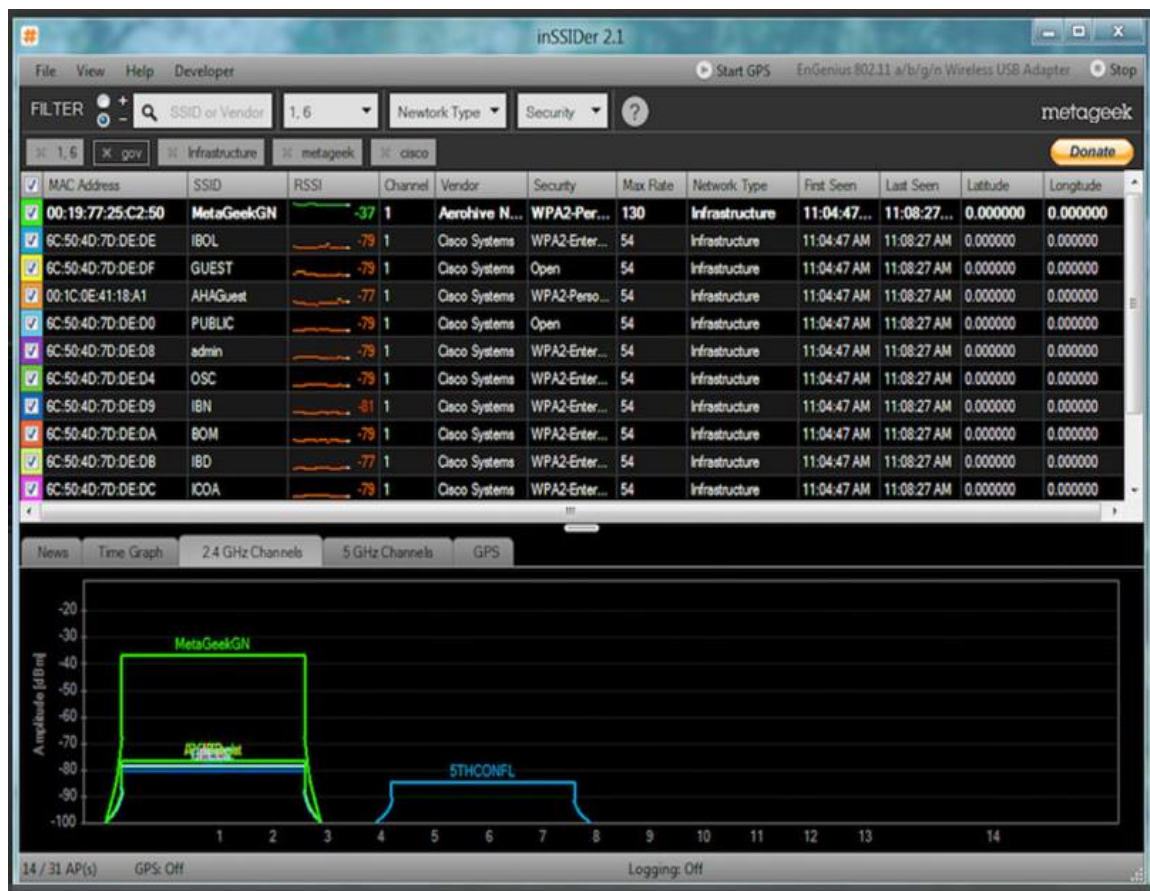 inSSIDer 2.1
File View Help Developer Start GPS EnGenius 802.11 a/b/g/n Wireless USB Adapter Stop
FILTER + - SSID or Vendor 1, 6 Newtork Type Security ? metageek
1, 6 gov Infrastructure metageek cisco Donate
MAC Address SSID RSSI Channel Vendor Security Max Rate Network Type First Seen Last Seen Latitude Longitude
00:19:77:25:C2:50 MetaGeekGN -37 1 Aerohive N... WPA2-Per... 130 Infrastructure 11:04:47... 11:08:27... 0.000000 0.000000
6C:50:4D:7D:DE:DE IBOL -79 1 Cisco Systems WPA2-Enter... 54 Infrastructure 11:04:47 AM 11:08:27 AM 0.000000 0.000000
6C:50:4D:7D:DE:DF GUEST -79 1 Cisco Systems Open 54 Infrastructure 11:04:47 AM 11:08:27 AM 0.000000 0.000000
00:1C:0E:41:18:A1 AHAGuest -77 1 Cisco Systems WPA2-Perso... 54 Infrastructure 11:04:47 AM 11:08:27 AM 0.000000 0.000000
6C:50:4D:7D:DE:D0 PUBLIC -79 1 Cisco Systems Open 54 Infrastructure 11:04:47 AM 11:08:27 AM 0.000000 0.000000
6C:50:4D:7D:DE:D8 admin -79 1 Cisco Systems WPA2-Enter... 54 Infrastructure 11:04:47 AM 11:08:27 AM 0.000000 0.000000
6C:50:4D:7D:DE:D4 OSC -79 1 Cisco Systems WPA2-Enter... 54 Infrastructure 11:04:47 AM 11:08:27 AM 0.000000 0.000000
6C:50:4D:7D:DE:D9 IBN -81 1 Cisco Systems WPA2-Enter... 54 Infrastructure 11:04:47 AM 11:08:27 AM 0.000000 0.000000
6C:50:4D:7D:DE:DA BOM -79 1 Cisco Systems WPA2-Enter... 54 Infrastructure 11:04:47 AM 11:08:27 AM 0.000000 0.000000
6C:50:4D:7D:DE:DB IBD -77 1 Cisco Systems WPA2-Enter... 54 Infrastructure 11:04:47 AM 11:08:27 AM 0.000000 0.000000
6C:50:4D:7D:DE:DC ICOA -79 1 Cisco Systems WPA2-Enter... 54 Infrastructure 11:04:47 AM 11:08:27 AM 0.000000 0.000000
News Time Graph 2.4 GHz Channels 5 GHz Channels GPS
Amplitude [dBm]
-20
-30
MetaGeekGN
-40
-50
-60
-70
-80
5THCONFL
-90
-100
1 2 3 4 5 6 7 8 9 10 11 12 13 14
14 / 31 AP(s) GPS: Off Logging: Off